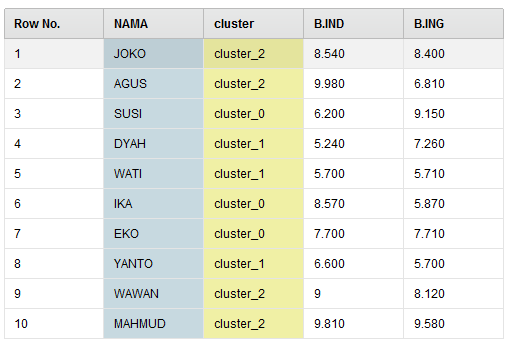 Row No. NAMA cluster B.IND B.ING
1 JOKO cluster_2 8.540 8.400
2 AGUS cluster_2 9.980 6.810
3 SUSI cluster_0 6.200 9.150
4 DYAH cluster_1 5.240 7.260
5 WATI cluster_1 5.700 5.710
6 IKA cluster_0 8.570 5.870
7 EKO cluster_0 7.700 7.710
8 YANTO cluster_1 6.600 5.700
9 WAWAN cluster_2 9 8.120
10 MAHMUD cluster_2 9.810 9.580